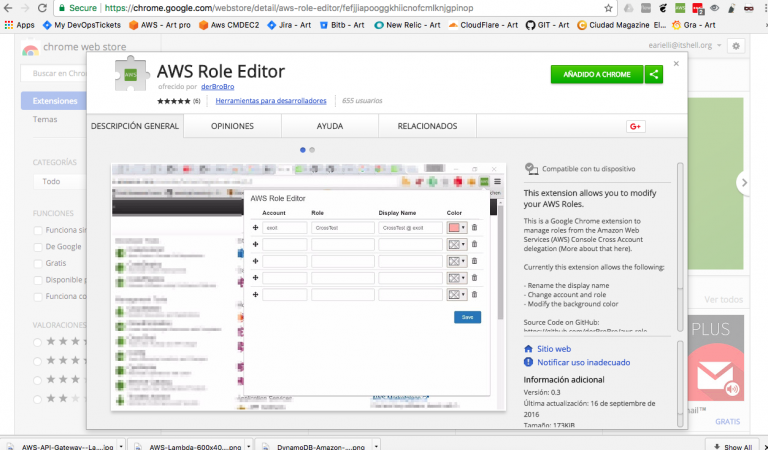 Secure https://chrome.google.com/webstore/detail/aws-role-editor/fefjjiapooggkhlicnofcmlknjgpinop
Apps My DevOpsTickets AWS - Art pro Aws CMDEC2 Jira - Art Bitb - Art New Relic - Art CloudFlare - Art GIT - Art Ciudad Magazine El... Gra - Art
chrome web store
earielli@itshell.org
Buscar en Chro
Extensiones
Temas
CATEGORÍAS
Todo
FUNCIONES
Funciona sin
De Google
Gratis
Disponible p
Funciona co
VALORACIONES
AWS
AWS Role Editor
ofrecido por derBroBro
(6) Herramientas para desarrolladores 655 usuarios
AÑADIDO A CHROME
DESCRIPCIÓN GENERAL OPINIONES AYUDA RELACIONADOS
G+
AWS Role Editor
Account Role Display Name Color
exolt CrossTest CrossTest @ exolt
Save
Compatible con tu dispositivo
This extension allows you to modify
your AWS Roles.
This is a Google Chrome extension to
manage roles from the Amazon Web
Services (AWS) Console Cross Account
delegation (More about that here).
Currently this extension allows the following:
- Rename the display name
- Change account and role
- Modify the background color
Source Code on GitHub:
Sitio web
Notificar uso inadecuado
Información adicional
Versión: 0.3
Última actualización: 16 de septiembre de
2016
Tamaño: 173KiB
Ver todos
PLUS
GRATIS
AWS-API-Gateway--La....jpg AWS-Lambda-600x40....png DynamoDB-Amazon-....png Show All